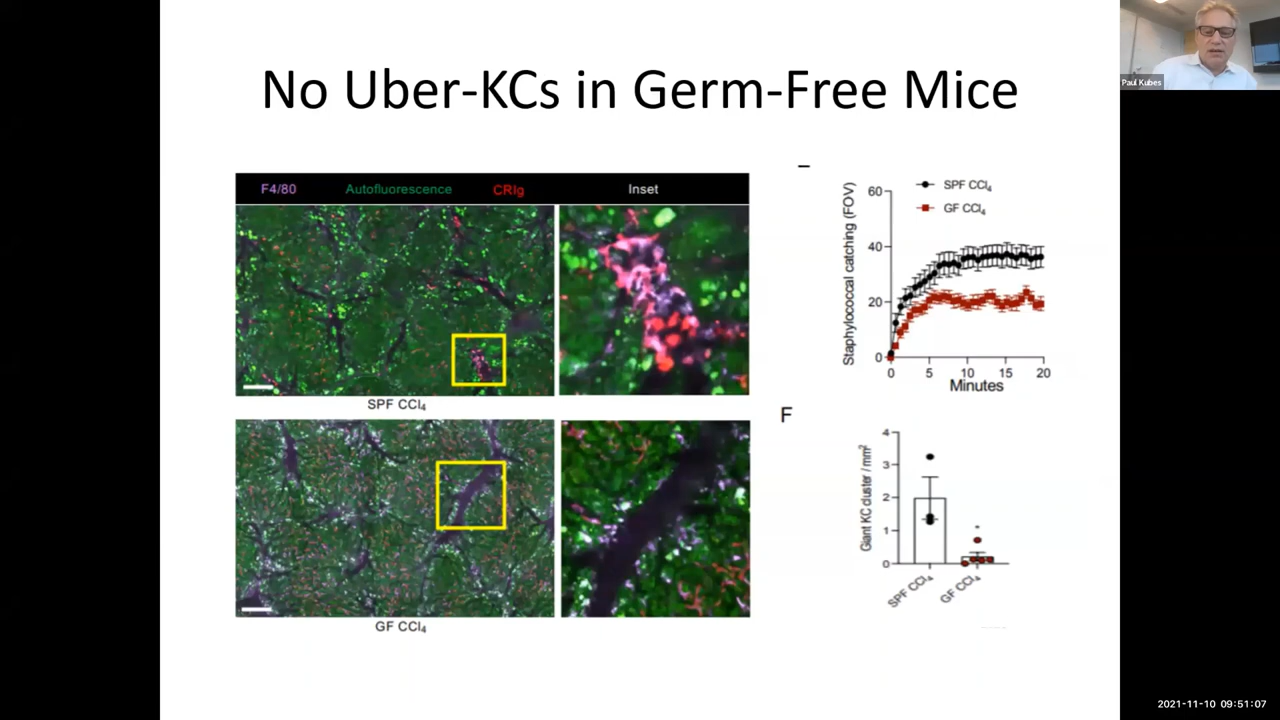 No Uber-KCs in Germ-Free Mice
Paul Kubes
F4/80 Autofluorescence CRIg Inset
SPF CCl₄
GF CCl₄
Staphylococcal catching (FOV)
60
40
20
0
SPF CCl₄
GF CCl₄
0 5 10 15 20
Minutes
F
Giant KC cluster / mm²
4
3
2
1
0
*
SPF CCl₄
GF CCl₄
2021-11-10 09:51:07